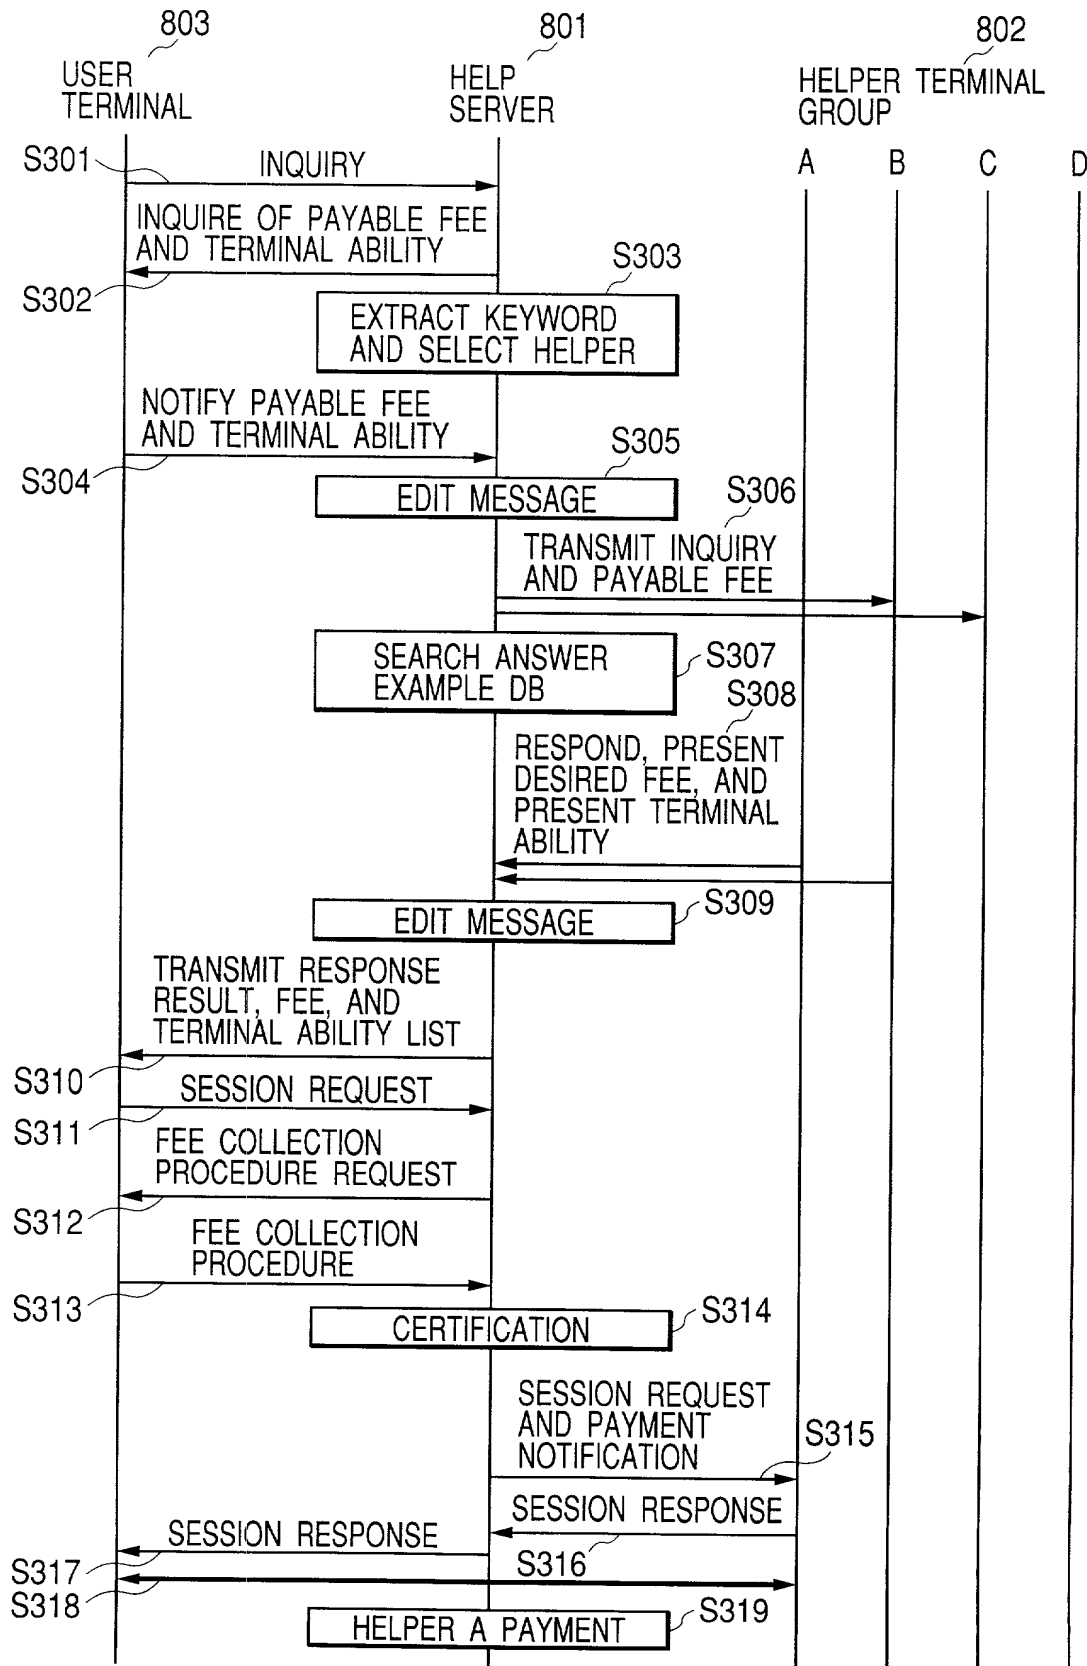 803
USER
TERMINAL
801
HELP
SERVER
802
HELPER TERMINAL
GROUP
A B C D
S301
INQUIRY
INQUIRE OF PAYABLE FEE
AND TERMINAL ABILITY
S302
S303
EXTRACT KEYWORD
AND SELECT HELPER
NOTIFY PAYABLE FEE
AND TERMINAL ABILITY
S304
S305
EDIT MESSAGE
S306
TRANSMIT INQUIRY
AND PAYABLE FEE
SEARCH ANSWER
EXAMPLE DB
S307
S308
RESPOND, PRESENT
DESIRED FEE, AND
PRESENT TERMINAL
ABILITY
EDIT MESSAGE
S309
TRANSMIT RESPONSE
RESULT, FEE, AND
TERMINAL ABILITY LIST
S310
SESSION REQUEST
S311
FEE COLLECTION
PROCEDURE REQUEST
S312
FEE COLLECTION
PROCEDURE
S313
CERTIFICATION
S314
SESSION REQUEST
AND PAYMENT
NOTIFICATION
S315
SESSION RESPONSE
S316
SESSION RESPONSE
S317
S318
HELPER A PAYMENT
S319